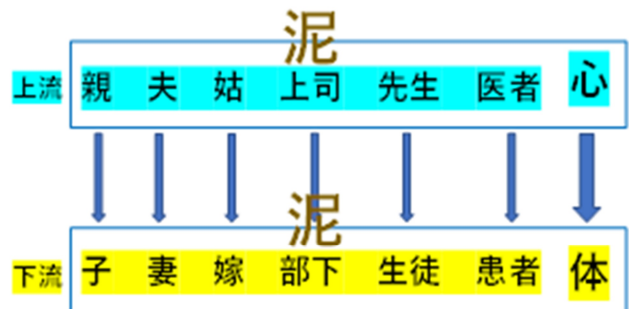 泥
上流 親 夫 姑 上司 先生 医者 心
泥
下流 子 妻 嫁 部下 生徒 患者 体